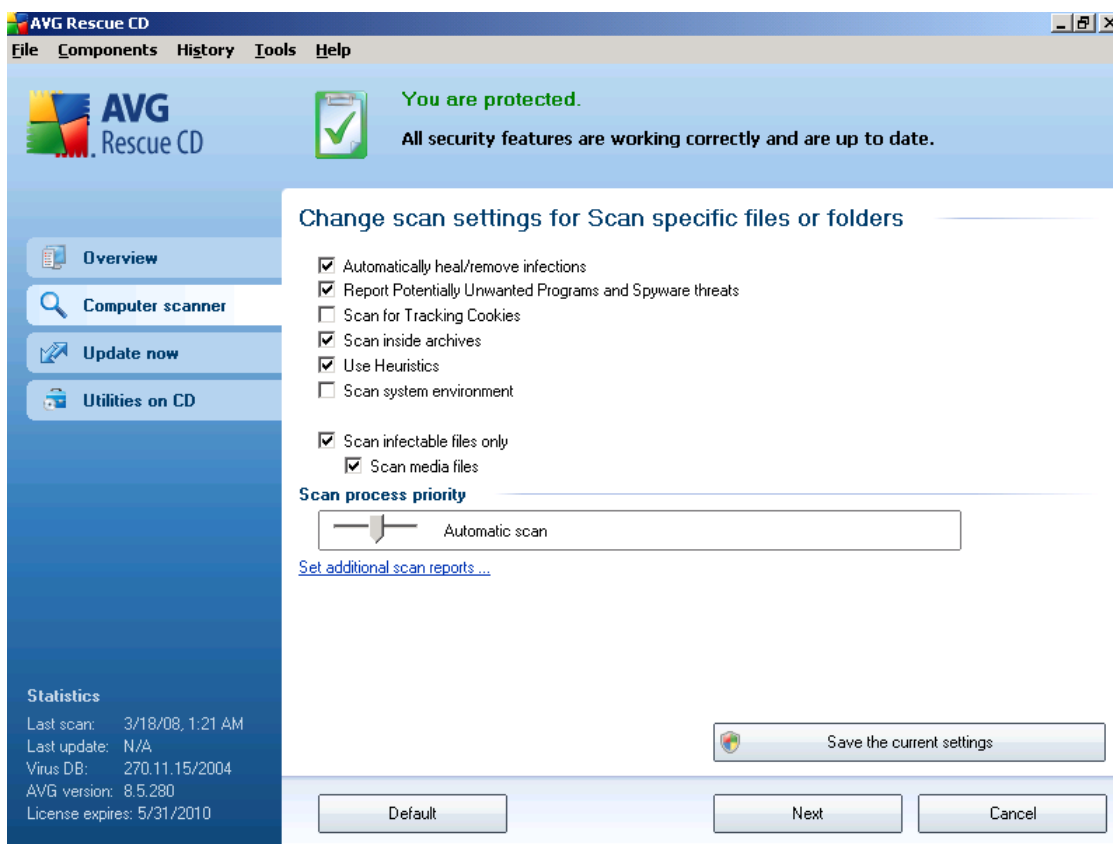 AVG Rescue CD
File Components History Tools Help
AVG
Rescue CD
You are protected.
All security features are working correctly and are up to date.
Overview
Computer scanner
Update now
Utilities on CD
Change scan settings for Scan specific files or folders
Automatically heal/remove infections
Report Potentially Unwanted Programs and Spyware threats
Scan for Tracking Cookies
Scan inside archives
Use Heuristics
Scan system environment
Scan infectable files only
Scan media files
Scan process priority
Automatic scan
Set additional scan reports ...
Statistics
Last scan: 3/18/08, 1:21 AM
Last update: N/A
Virus DB: 270.11.15/2004
AVG version: 8.5.280
License expires: 5/31/2010
Save the current settings
Default
Next
Cancel